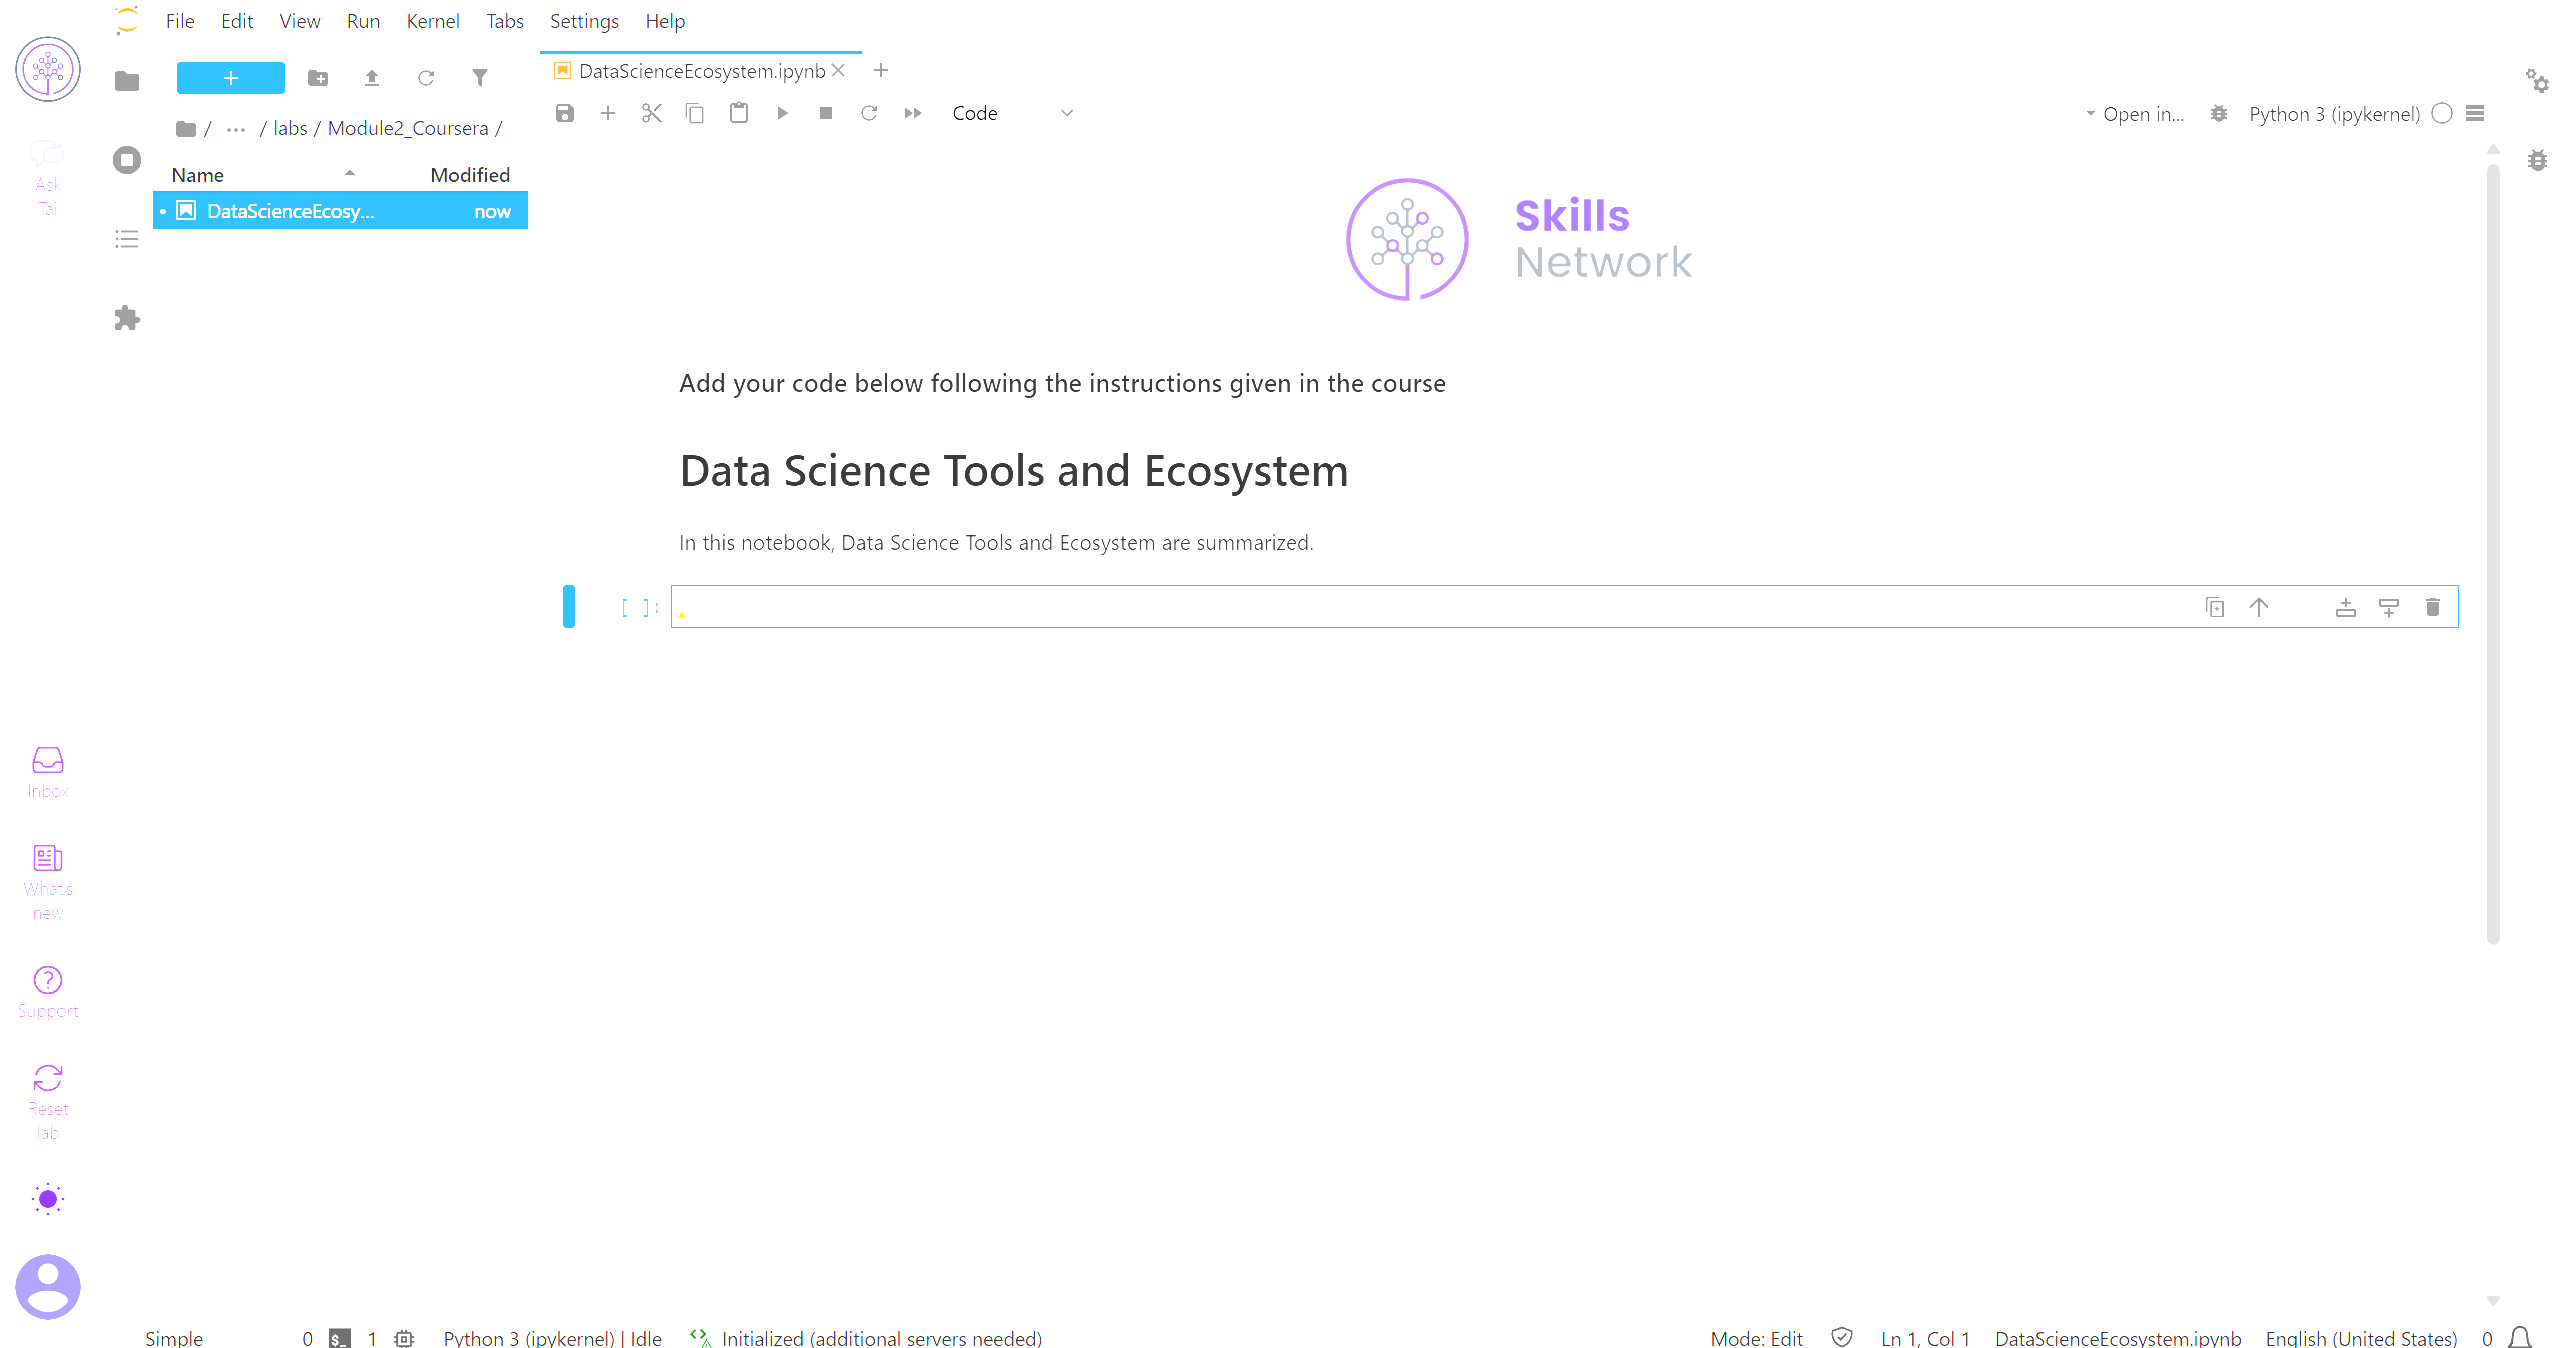 File Edit View Run Kernel Tabs Settings Help
DataScienceEcosystem.ipynb
Code
Open in... Python 3 (ipykernel)
/ ... / labs / Module2_Coursera /
Name Modified
DataScienceEcosy... now
Ask
Tai
Skills
Network
Add your code below following the instructions given in the course
Data Science Tools and Ecosystem
In this notebook, Data Science Tools and Ecosystem are summarized.
[ ]:
Inbox
What's
new
Support
Reset
lab
Simple 0 $_ 1 Python 3 (ipykernel) | Idle Initialized (additional servers needed) Mode: Edit Ln 1, Col 1 DataScienceEcosystem.ipynb English (United States) 0